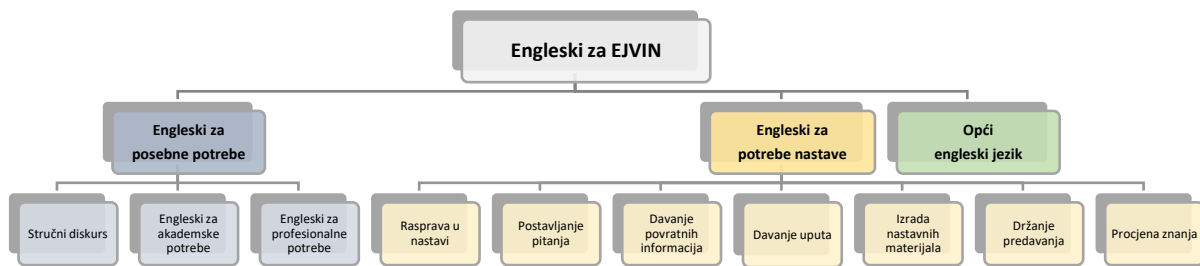 Engleski za EJVIN
Engleski za
posebne potrebe
Engleski za
potrebe nastave
Opći
engleski jezik
Stručni diskurs
Engleski za
akademske
potrebe
Engleski za
profesionalne
potrebe
Rasprava u
nastavi
Postavljanje
pitanja
Davanje
povratnih
informacija
Davanje uputa
Izrada
nastavnih
materijala
Držanje
predavanja
Procjena znanja